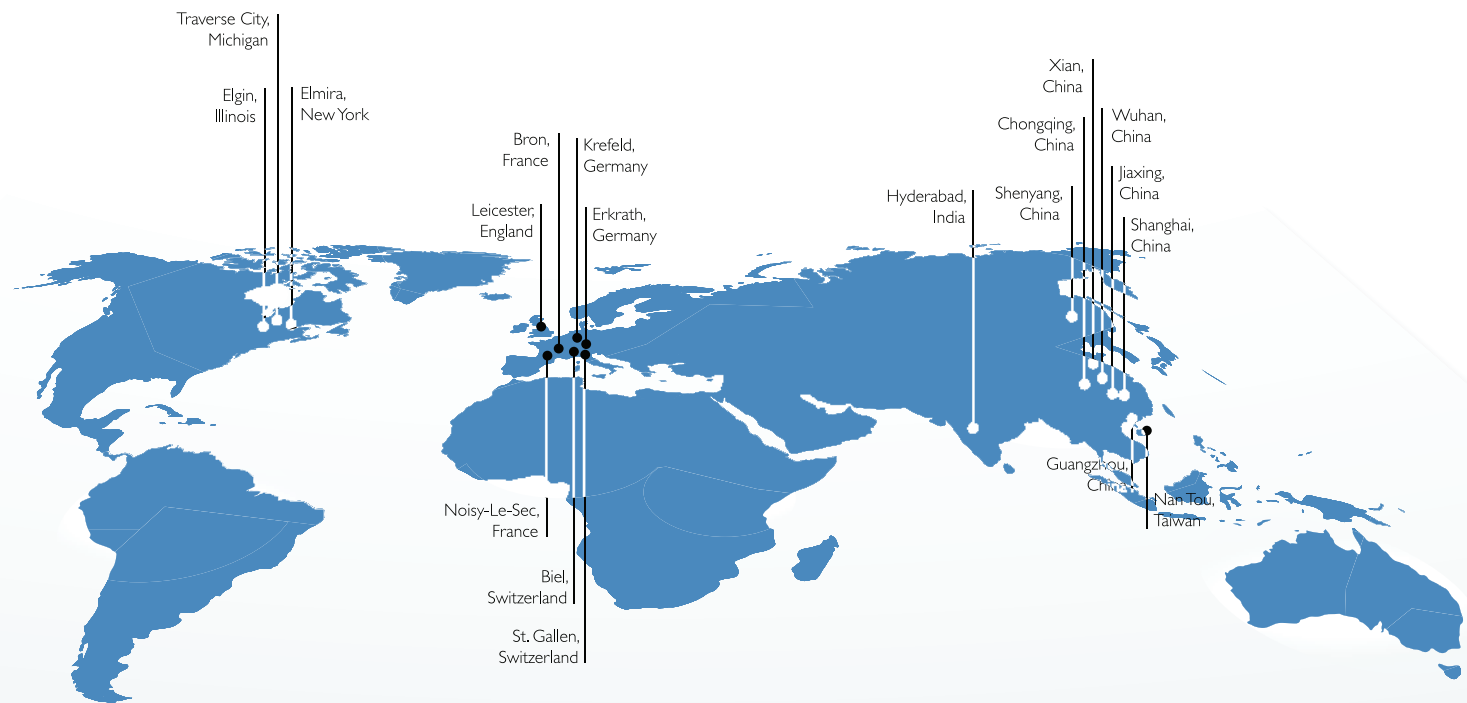 Traverse City,
Michigan
Elgin,
Illinois
Elmira,
New York
Bron,
France
Krefeld,
Germany
Leicester,
England
Erkrath,
Germany
Noisy-Le-Sec,
France
Biel,
Switzerland
St. Gallen,
Switzerland
Hyderabad,
India
Xian,
China
Chongqing,
China
Wuhan,
China
Shenyang,
China
Jiaxing,
China
Shanghai,
China
Guangzhou,
China
Nan Tou,
Taiwan